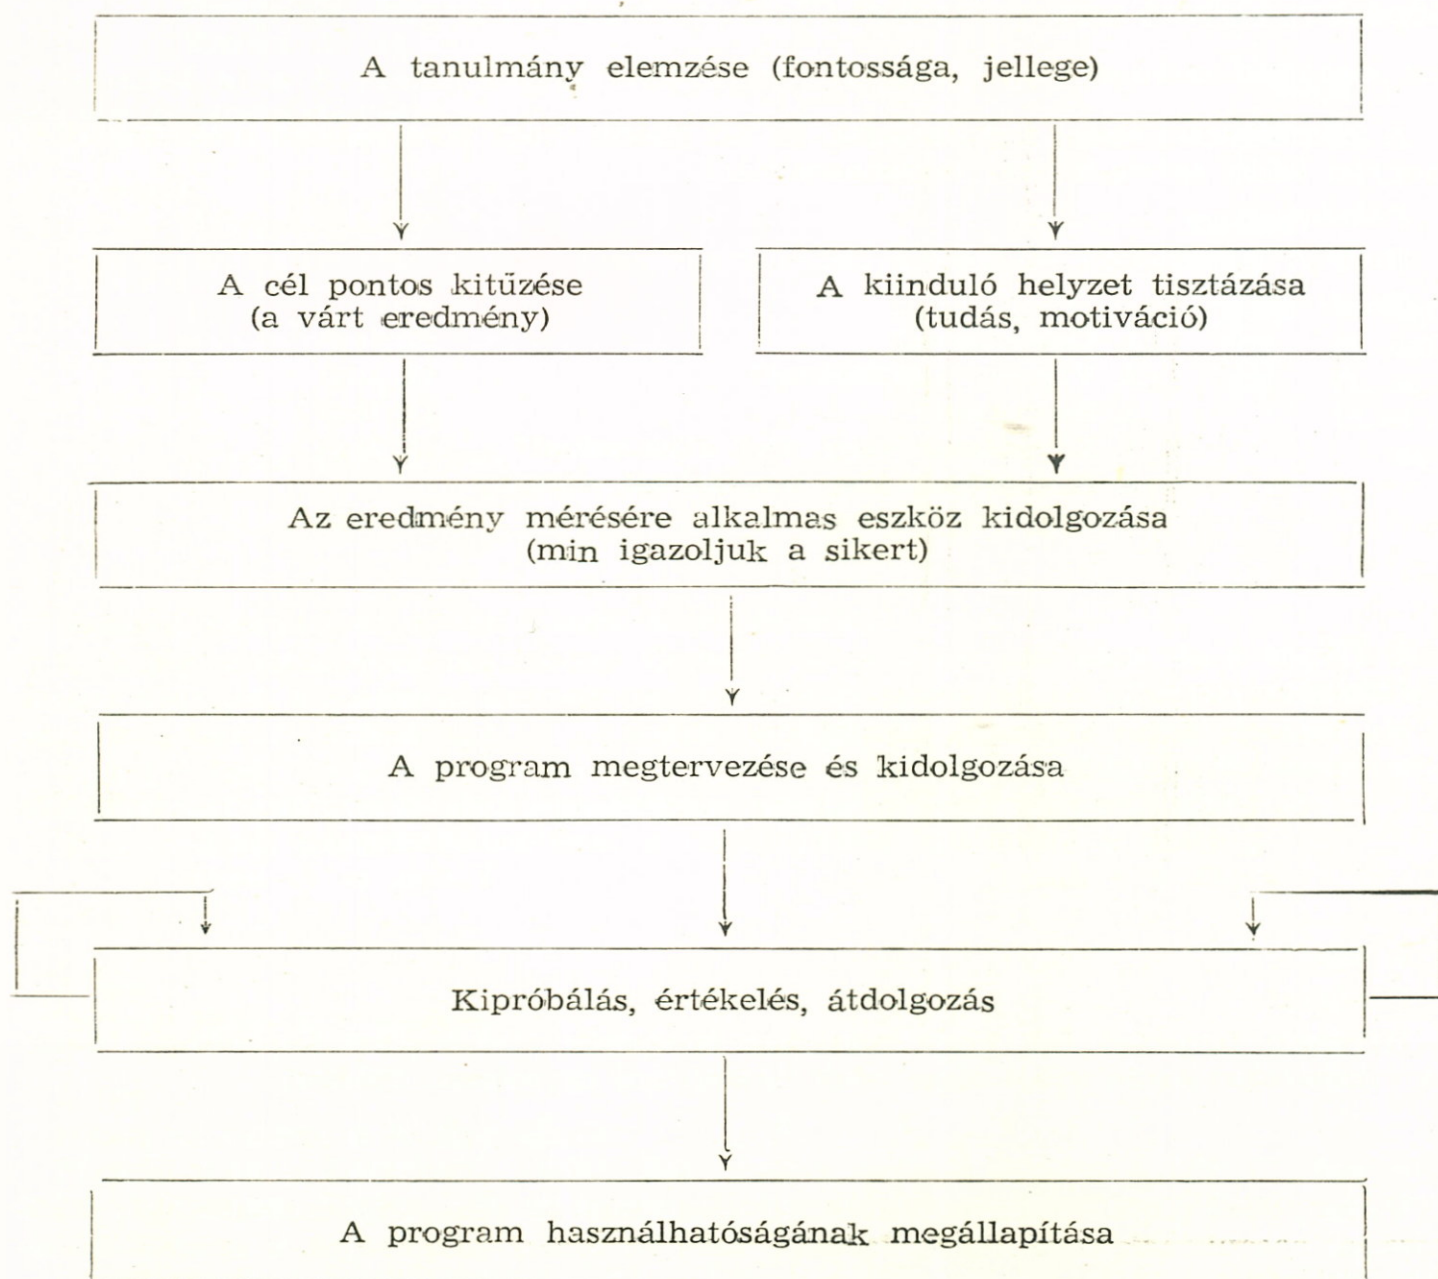 A tanulmány elemzése (fontossága, jellege)
A cél pontos kitűzése
(a várt eredmény)
A kiinduló helyzet tisztázása
(tudás, motiváció)
Az eredmény mérésére alkalmas eszköz kidolgozása
(min igazoljuk a sikert)
A program megtervezése és kidolgozása
Kipróbálás, értékelés, átdolgozás
A program használhatóságának megállapítása